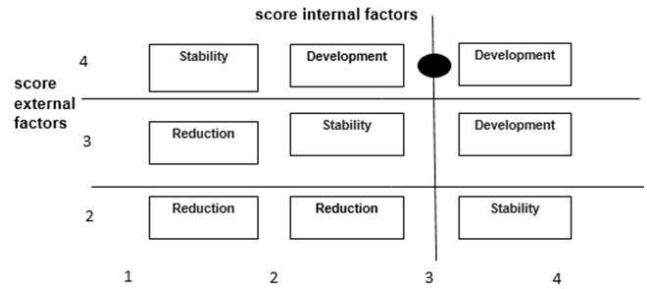 score internal factors
4
Stability
Development
Development
score
external
factors
3
Reduction
Stability
Development
2
Reduction
Reduction
Stability
1
2
3
4